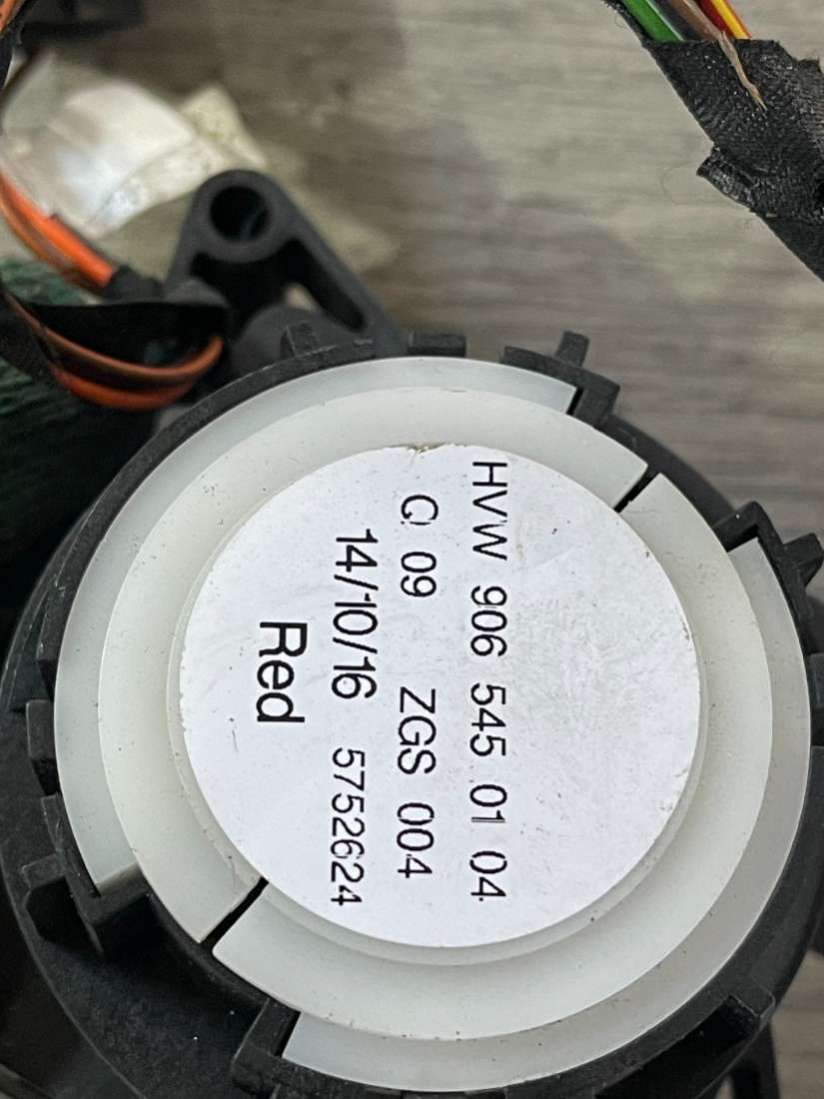 HVW 906 545 01 04
Q 09 ZGS 004
14/10/16 5752624
Red